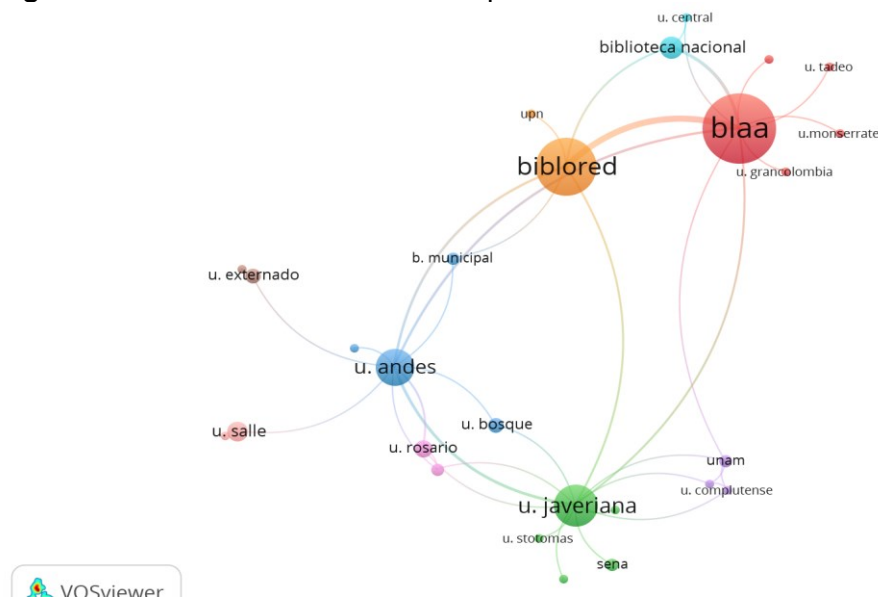 u. central
biblioteca nacional
u. tadeo
blaa
upn
u.monserrate
biblored
u. grancolombia
b. municipal
u. externado
u. andes
u. salle
u. bosque
u. rosario
unam
u. complutense
u. javeriana
u. stotomas
sena
VOSviewer